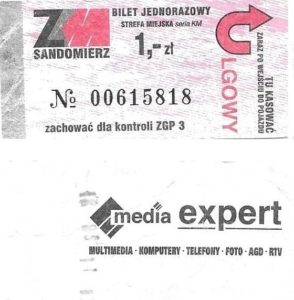 ZM
SANDOMIERZ
BILET JEDNORAZOWY
STREFA MIEJSKA seria KM
1,- zł
№ 00615818
zachować dla kontroli ZGP 3
ULGOWY
TU KASOWAĆ
ZARAZ PO WEJŚCIU DO POJAZDU
media expert
MULTIMEDIA · KOMPUTERY · TELEFONY · FOTO · AGD · RTV